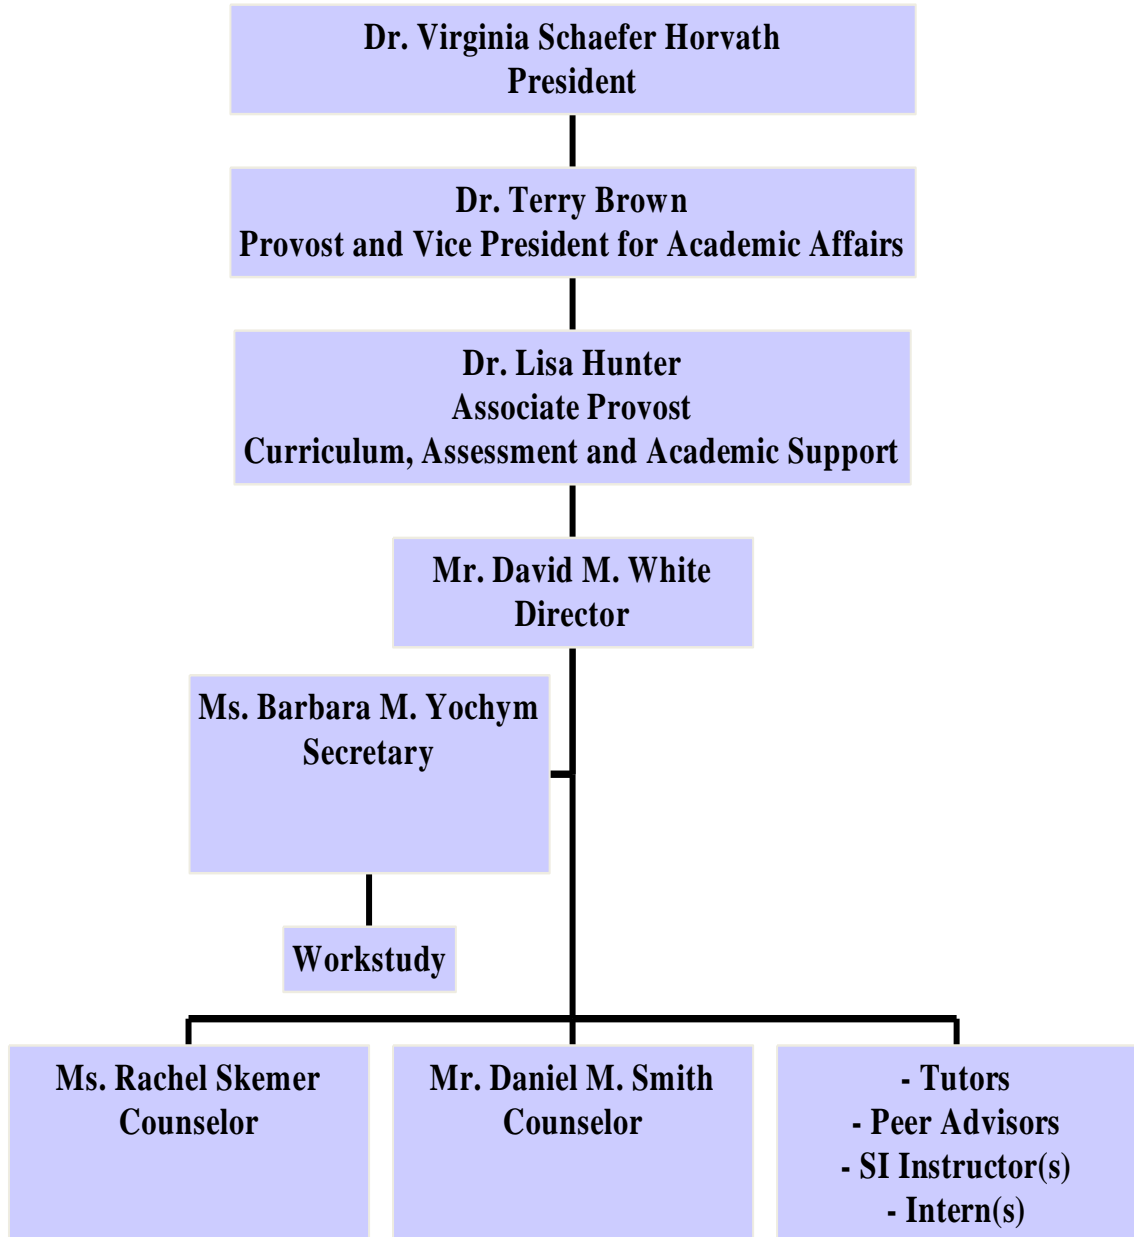 Dr. Virginia Schaefer Horvath
President
Dr. Terry Brown
Provost and Vice President for Academic Affairs
Dr. Lisa Hunter
Associate Provost
Curriculum, Assessment and Academic Support
Mr. David M. White
Director
Ms. Barbara M. Yochym
Secretary
Workstudy
Ms. Rachel Skemer
Counselor
Mr. Daniel M. Smith
Counselor
- Tutors
- Peer Advisors
- SI Instructor(s)
- Intern(s)